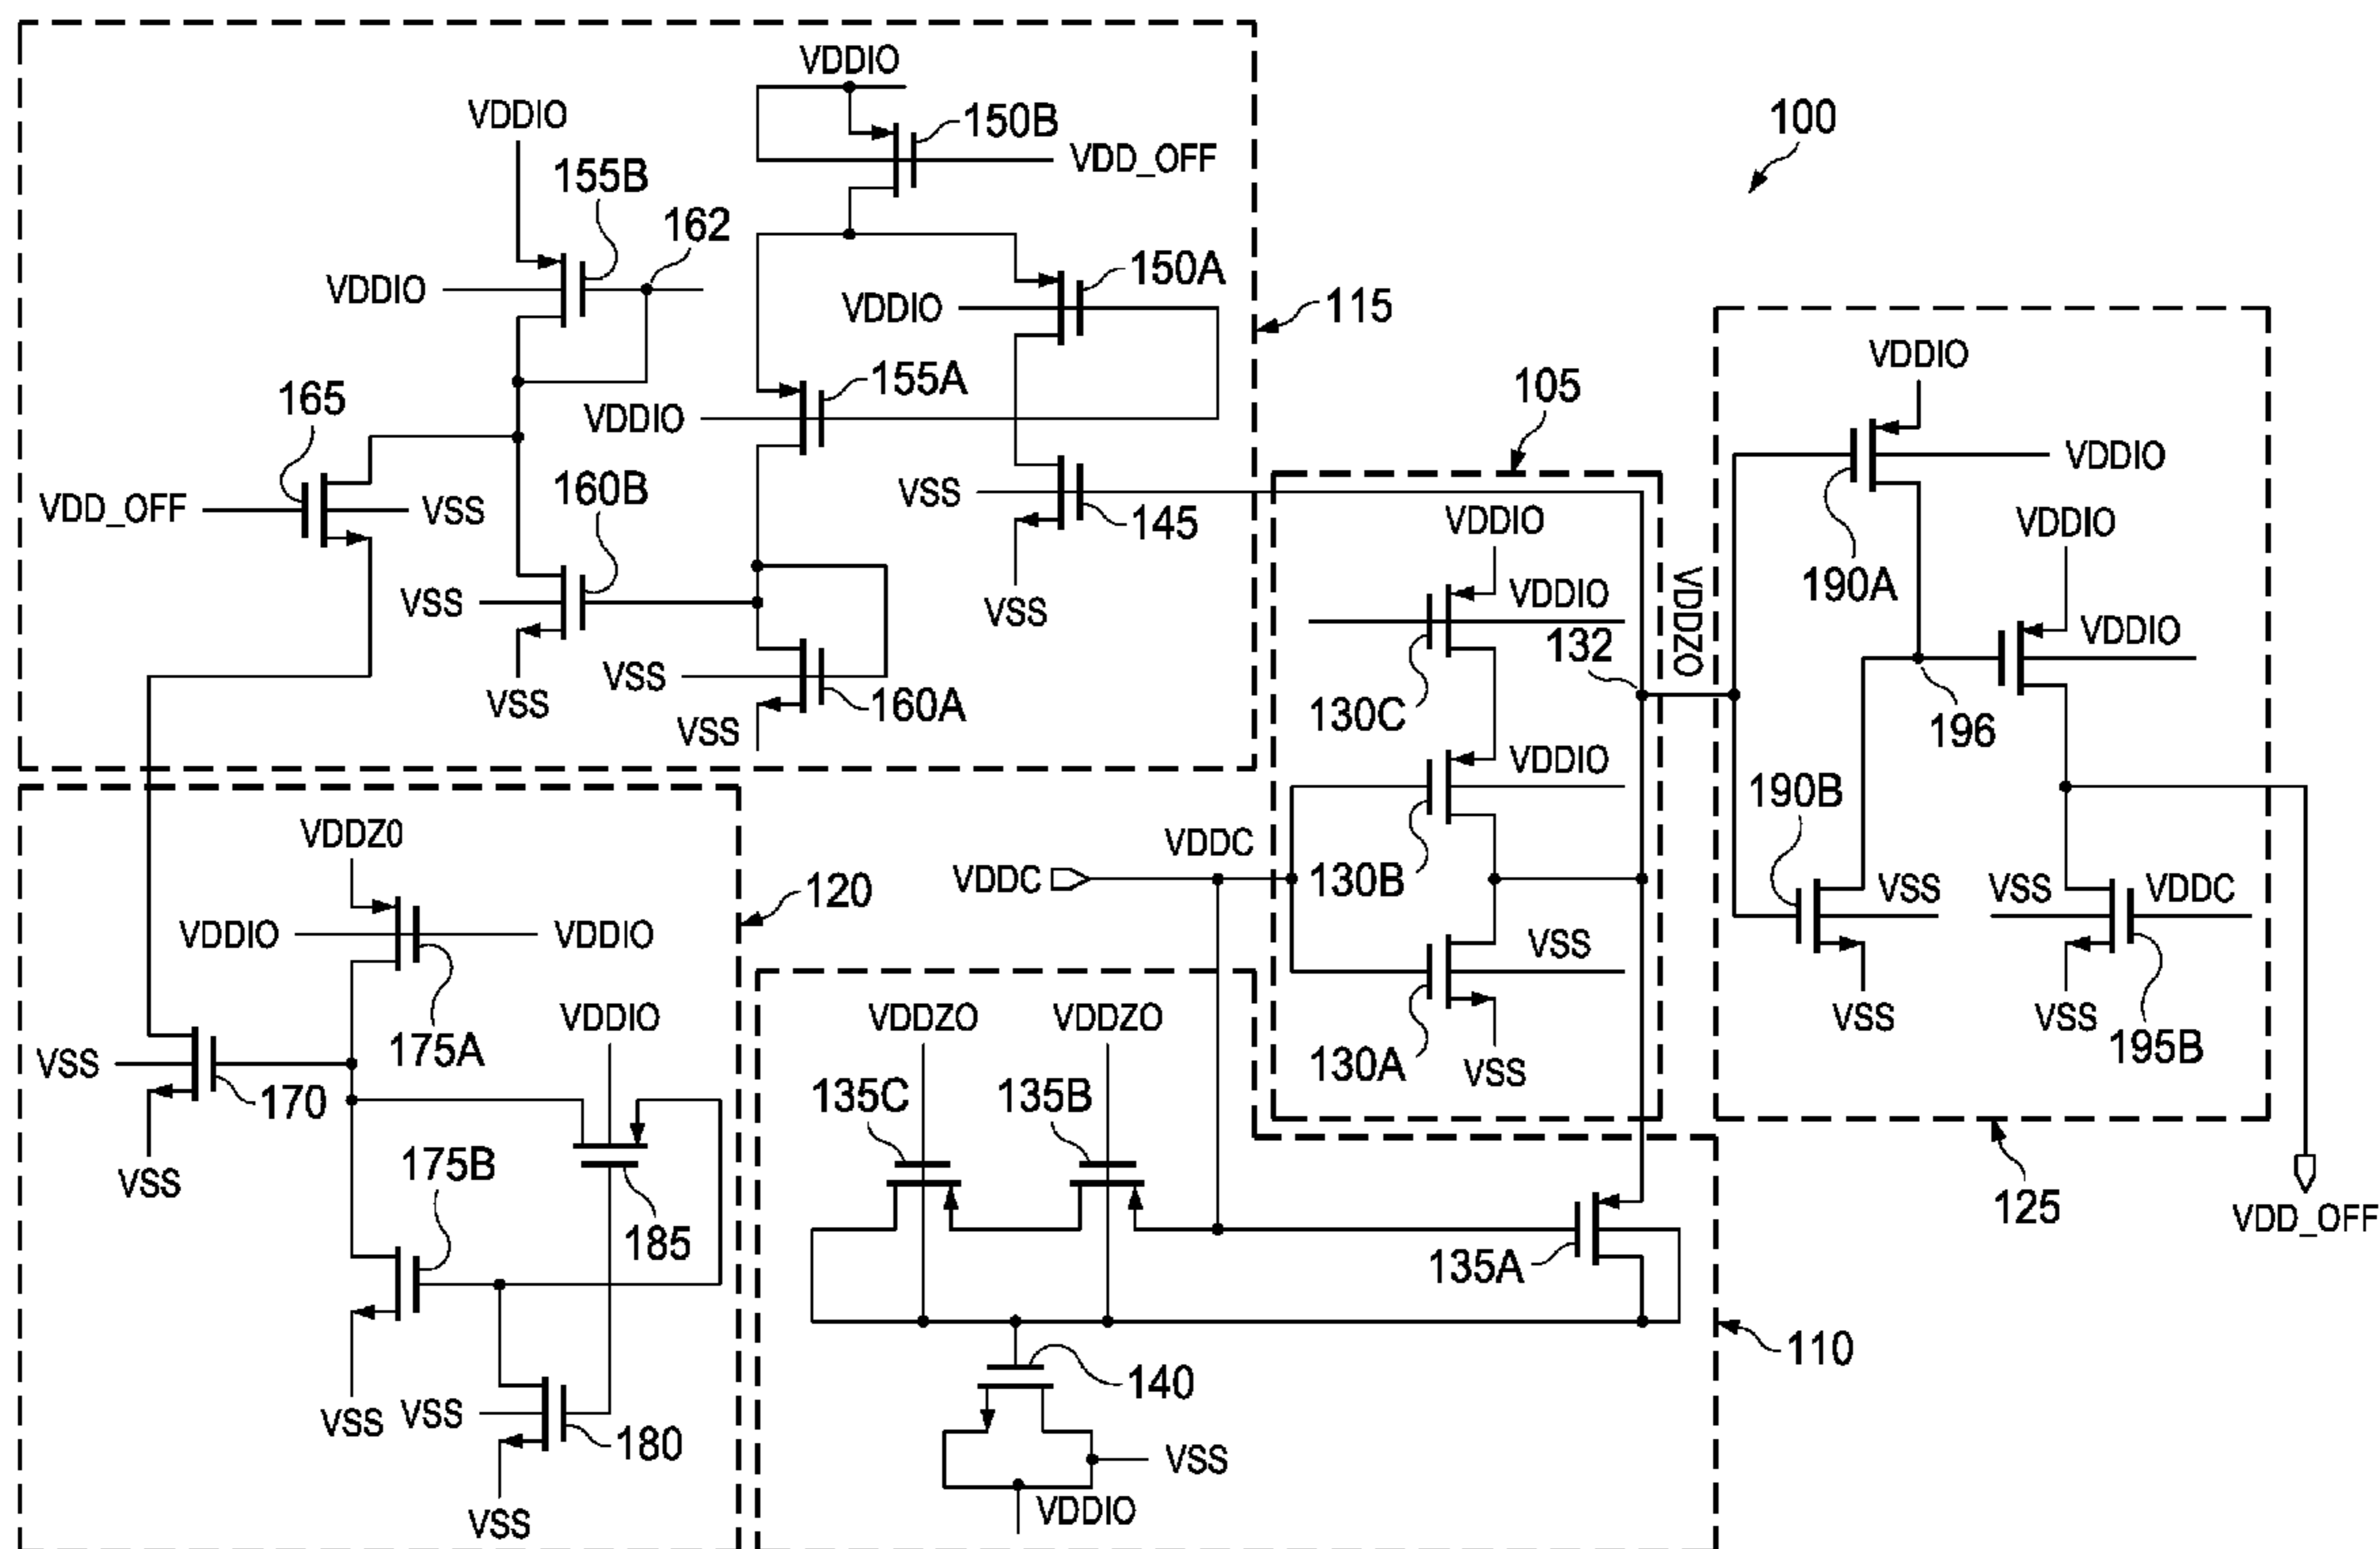 VDDIO
150B
VDD_OFF
100
VDDIO
155B
162
VDDIO
150A
VDDIO
115
155A
VDDIO
165
VDD_OFF
VSS
160B
VSS
145
VSS
VSS
VSS
VSS
160A
VSS
105
VDDIO
VDDIO
130C
132
VDDZO
VDDIO
130B
VDDC
VDDC
VSS
130A
VSS
VDDIO
VDDIO
190A
VDDIO
VDDIO
196
190B
VSS
VSS
VSS
VDDC
VSS
195B
125
VDD_OFF
VDDZ0
VDDIO
VDDIO
120
175A
VDDIO
VSS
170
VSS
175B
185
VSS
VSS
180
VSS
VDDZO
VDDZO
135C
135B
135A
110
140
VSS
VDDIO